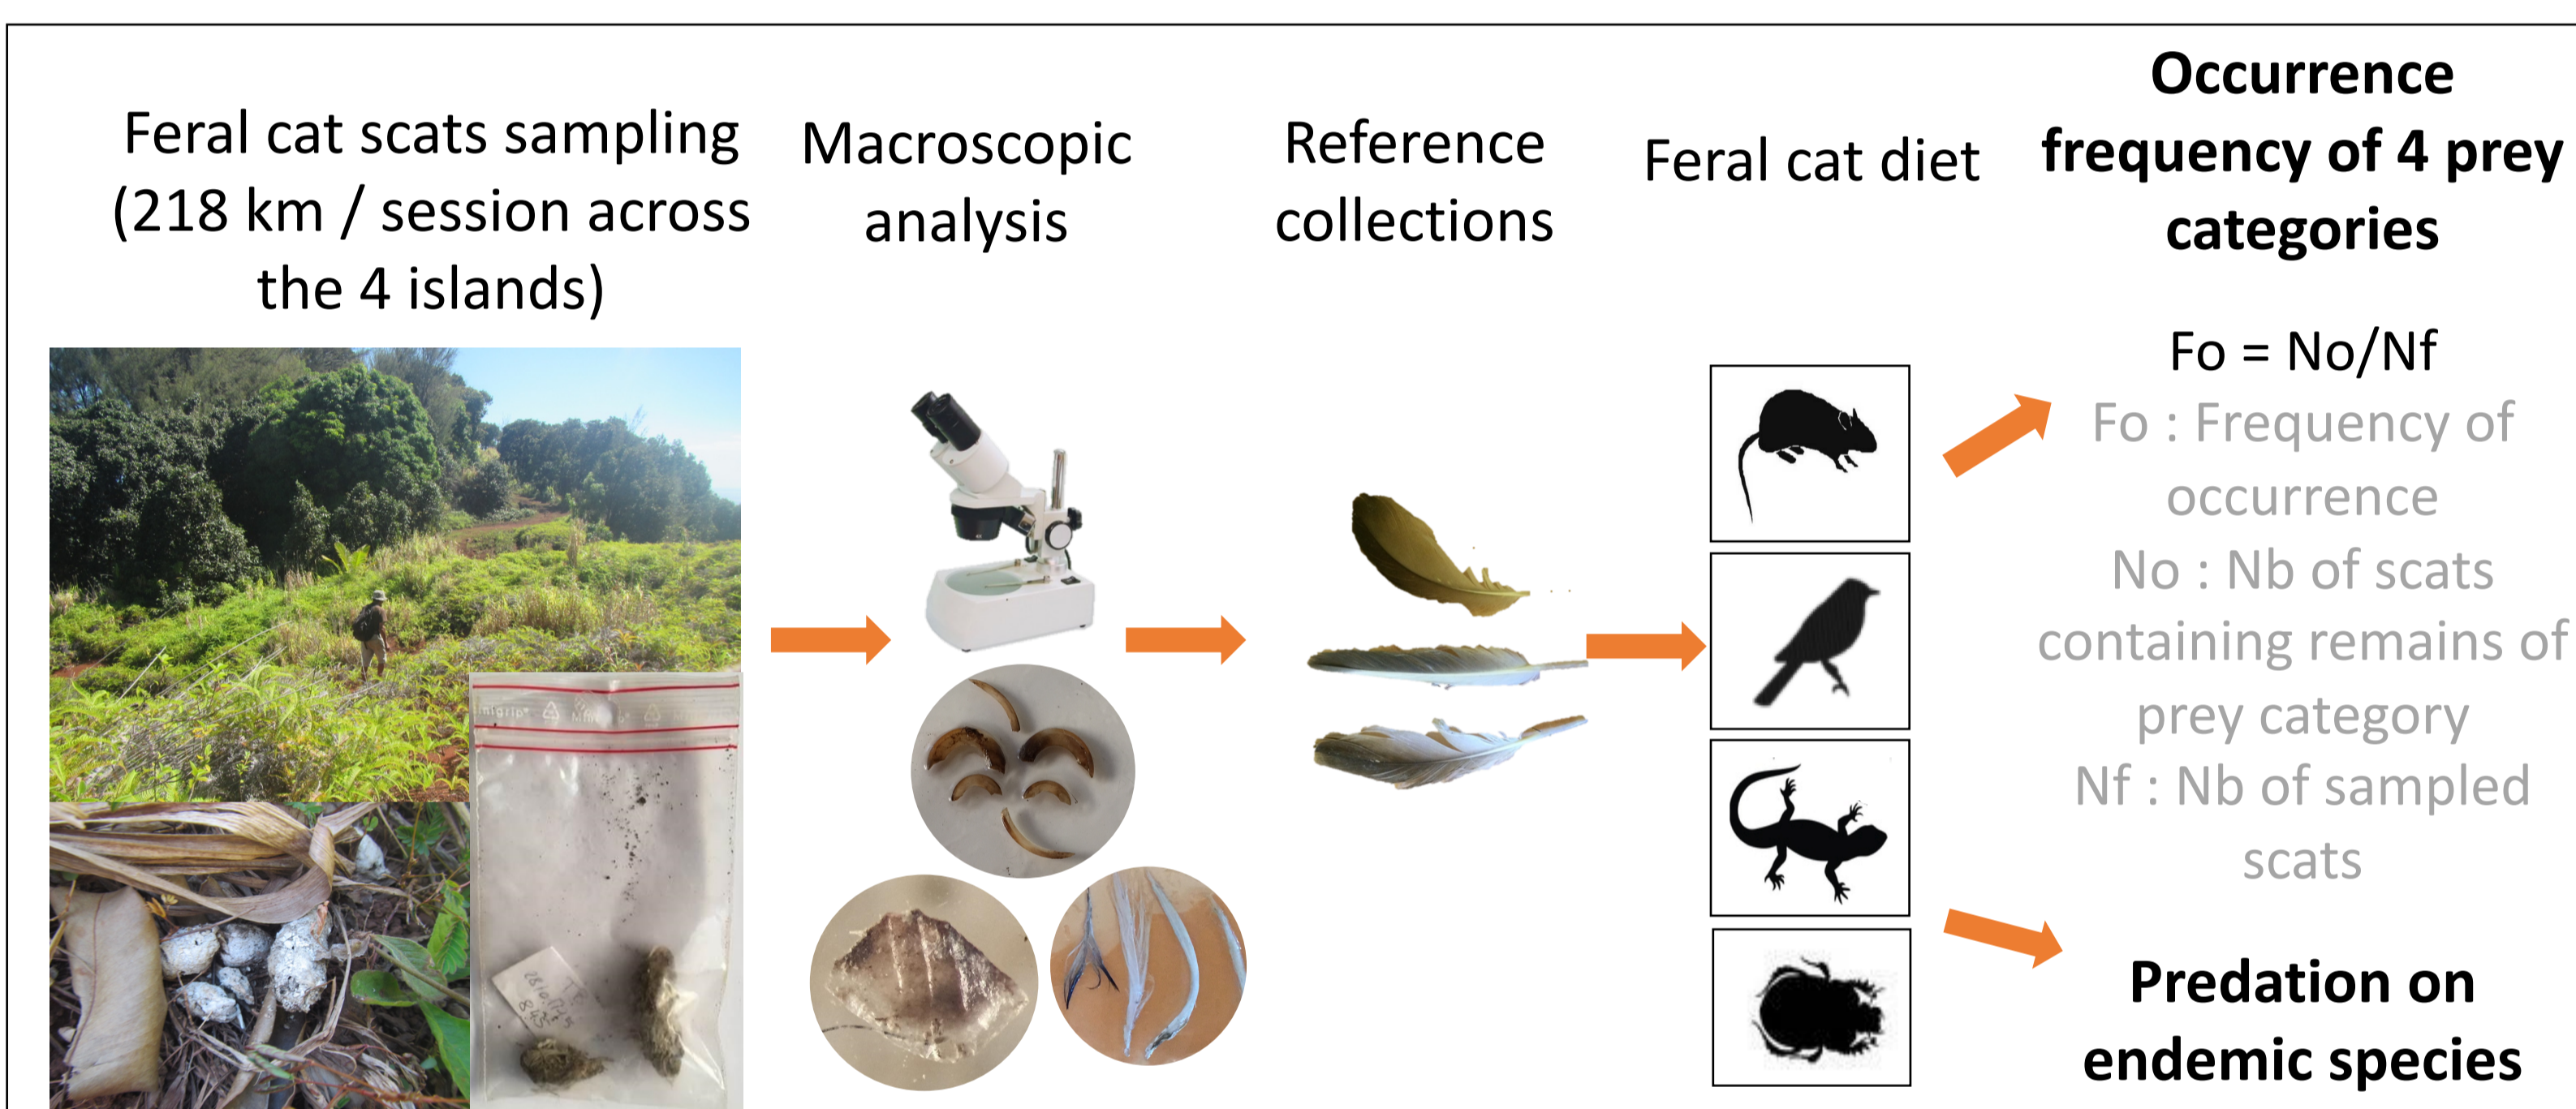 Feral cat scats sampling
(218 km / session across
the 4 islands)
Macroscopic
analysis
Reference
collections
Feral cat diet
Occurrence
frequency of 4 prey
categories
Fo = No/Nf
Fo : Frequency of
occurrence
No : Nb of scats
containing remains of
prey category
Nf : Nb of sampled
scats
Predation on
endemic species